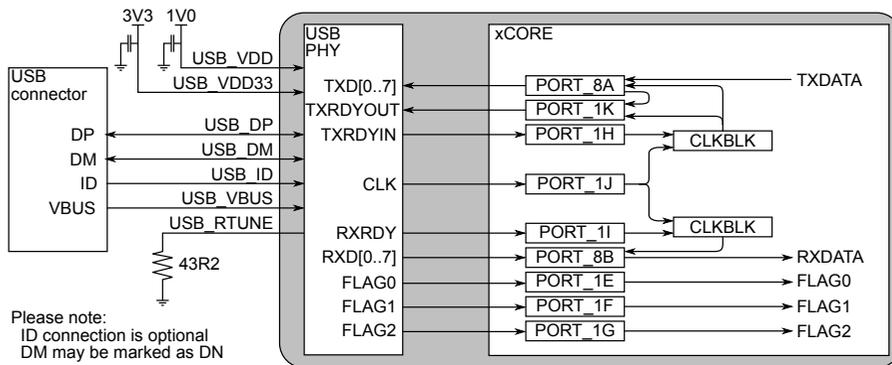 3V3 1V0
USB PHY
xCORE
USB_VDD
USB_VDD33
USB connector
TXD[0..7] PORT_8A TXDATA
TXRDYOUT PORT_1K
DP USB_DP TXRDYIN PORT_1H CLKBLK
DM USB_DM
ID USB_ID CLK PORT_1J
VBUS USB_VBUS
USB_RTUNE
RXRDY PORT_1I CLKBLK
43R2
RXD[0..7] PORT_8B RXDATA
FLAG0 PORT_1E FLAG0
FLAG1 PORT_1F FLAG1
FLAG2 PORT_1G FLAG2
Please note:
ID connection is optional
DM may be marked as DN